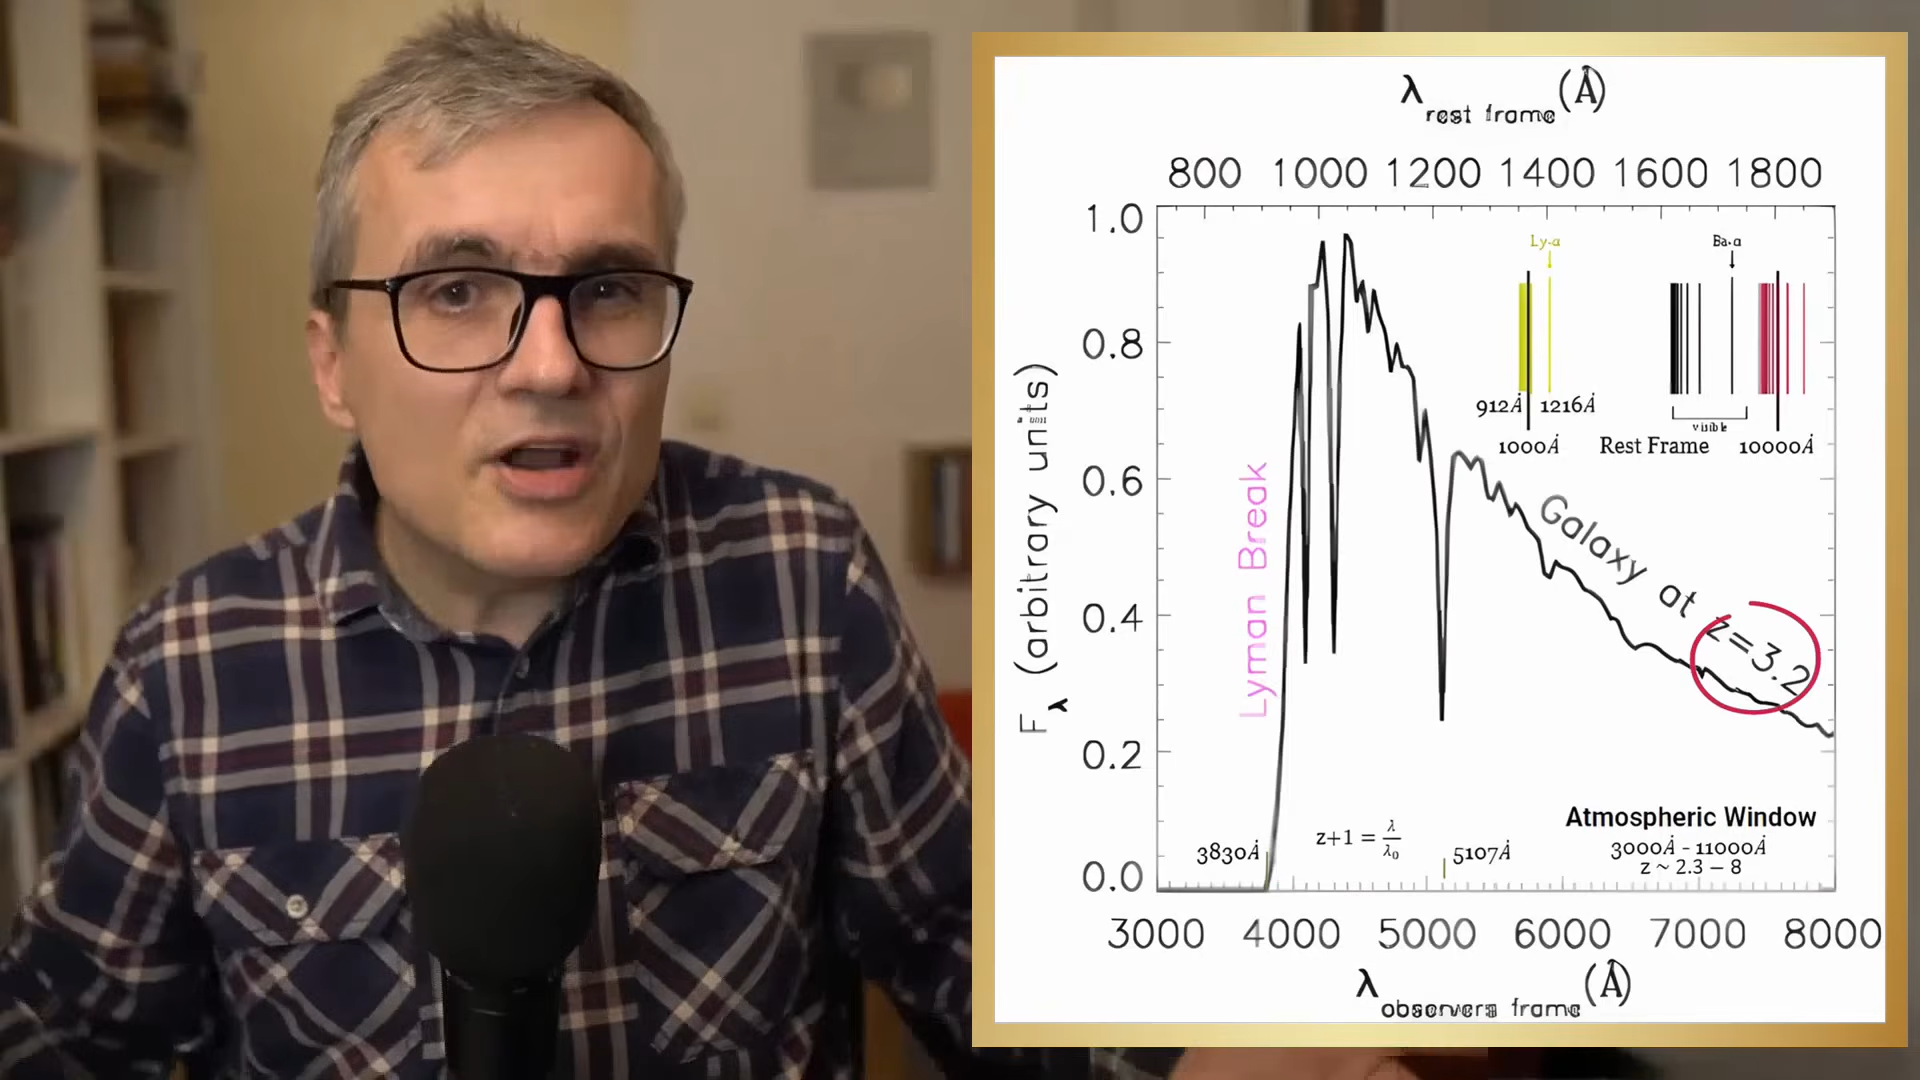 λrest frame(Å)
800 1000 1200 1400 1600 1800
1.0
0.8
0.6
0.4
0.2
0.0
Fλ (arbitrary units)
Lyman Break
Ly-α
912Å 1216Å
1000Å
Ba-α
visible
Rest Frame 10000Å
Galaxy at z=3.2
3830Å
z+1 = λ/λ0
5107Å
Atmospheric Window
3000Å - 11000Å
z ~ 2.3 – 8
3000 4000 5000 6000 7000 8000
λobservers frame(Å)